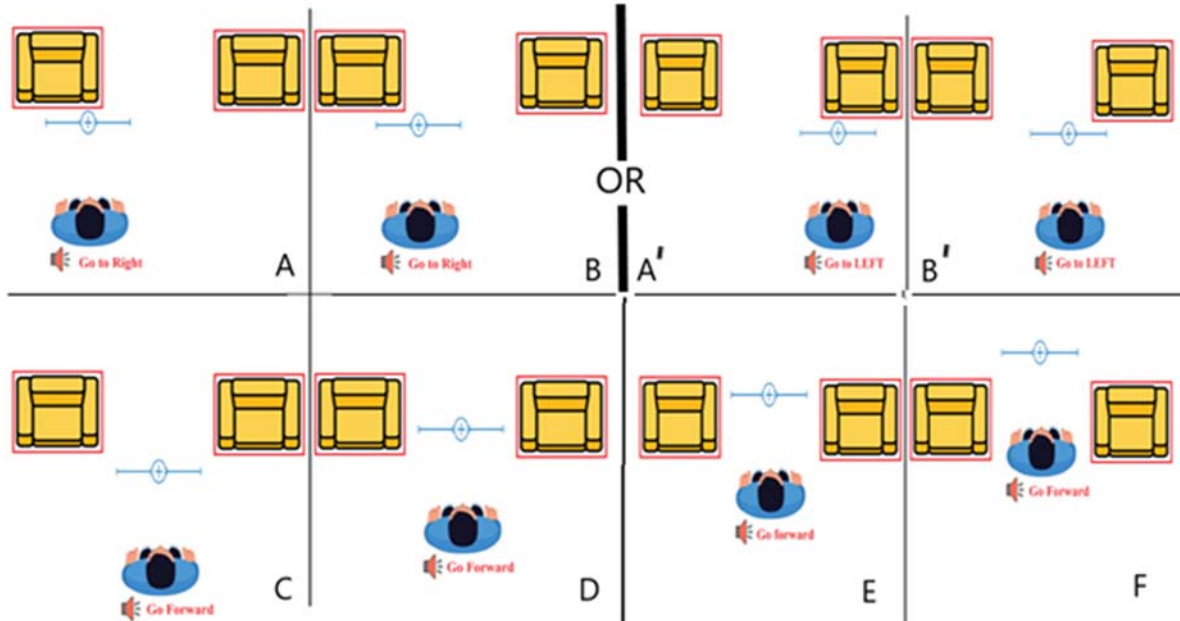 OR
Go to Right
A
Go to Right
B
A'
Go to LEFT
B'
Go to LEFT
Go Forward
C
Go Forward
D
Go forward
E
Go Forward
F